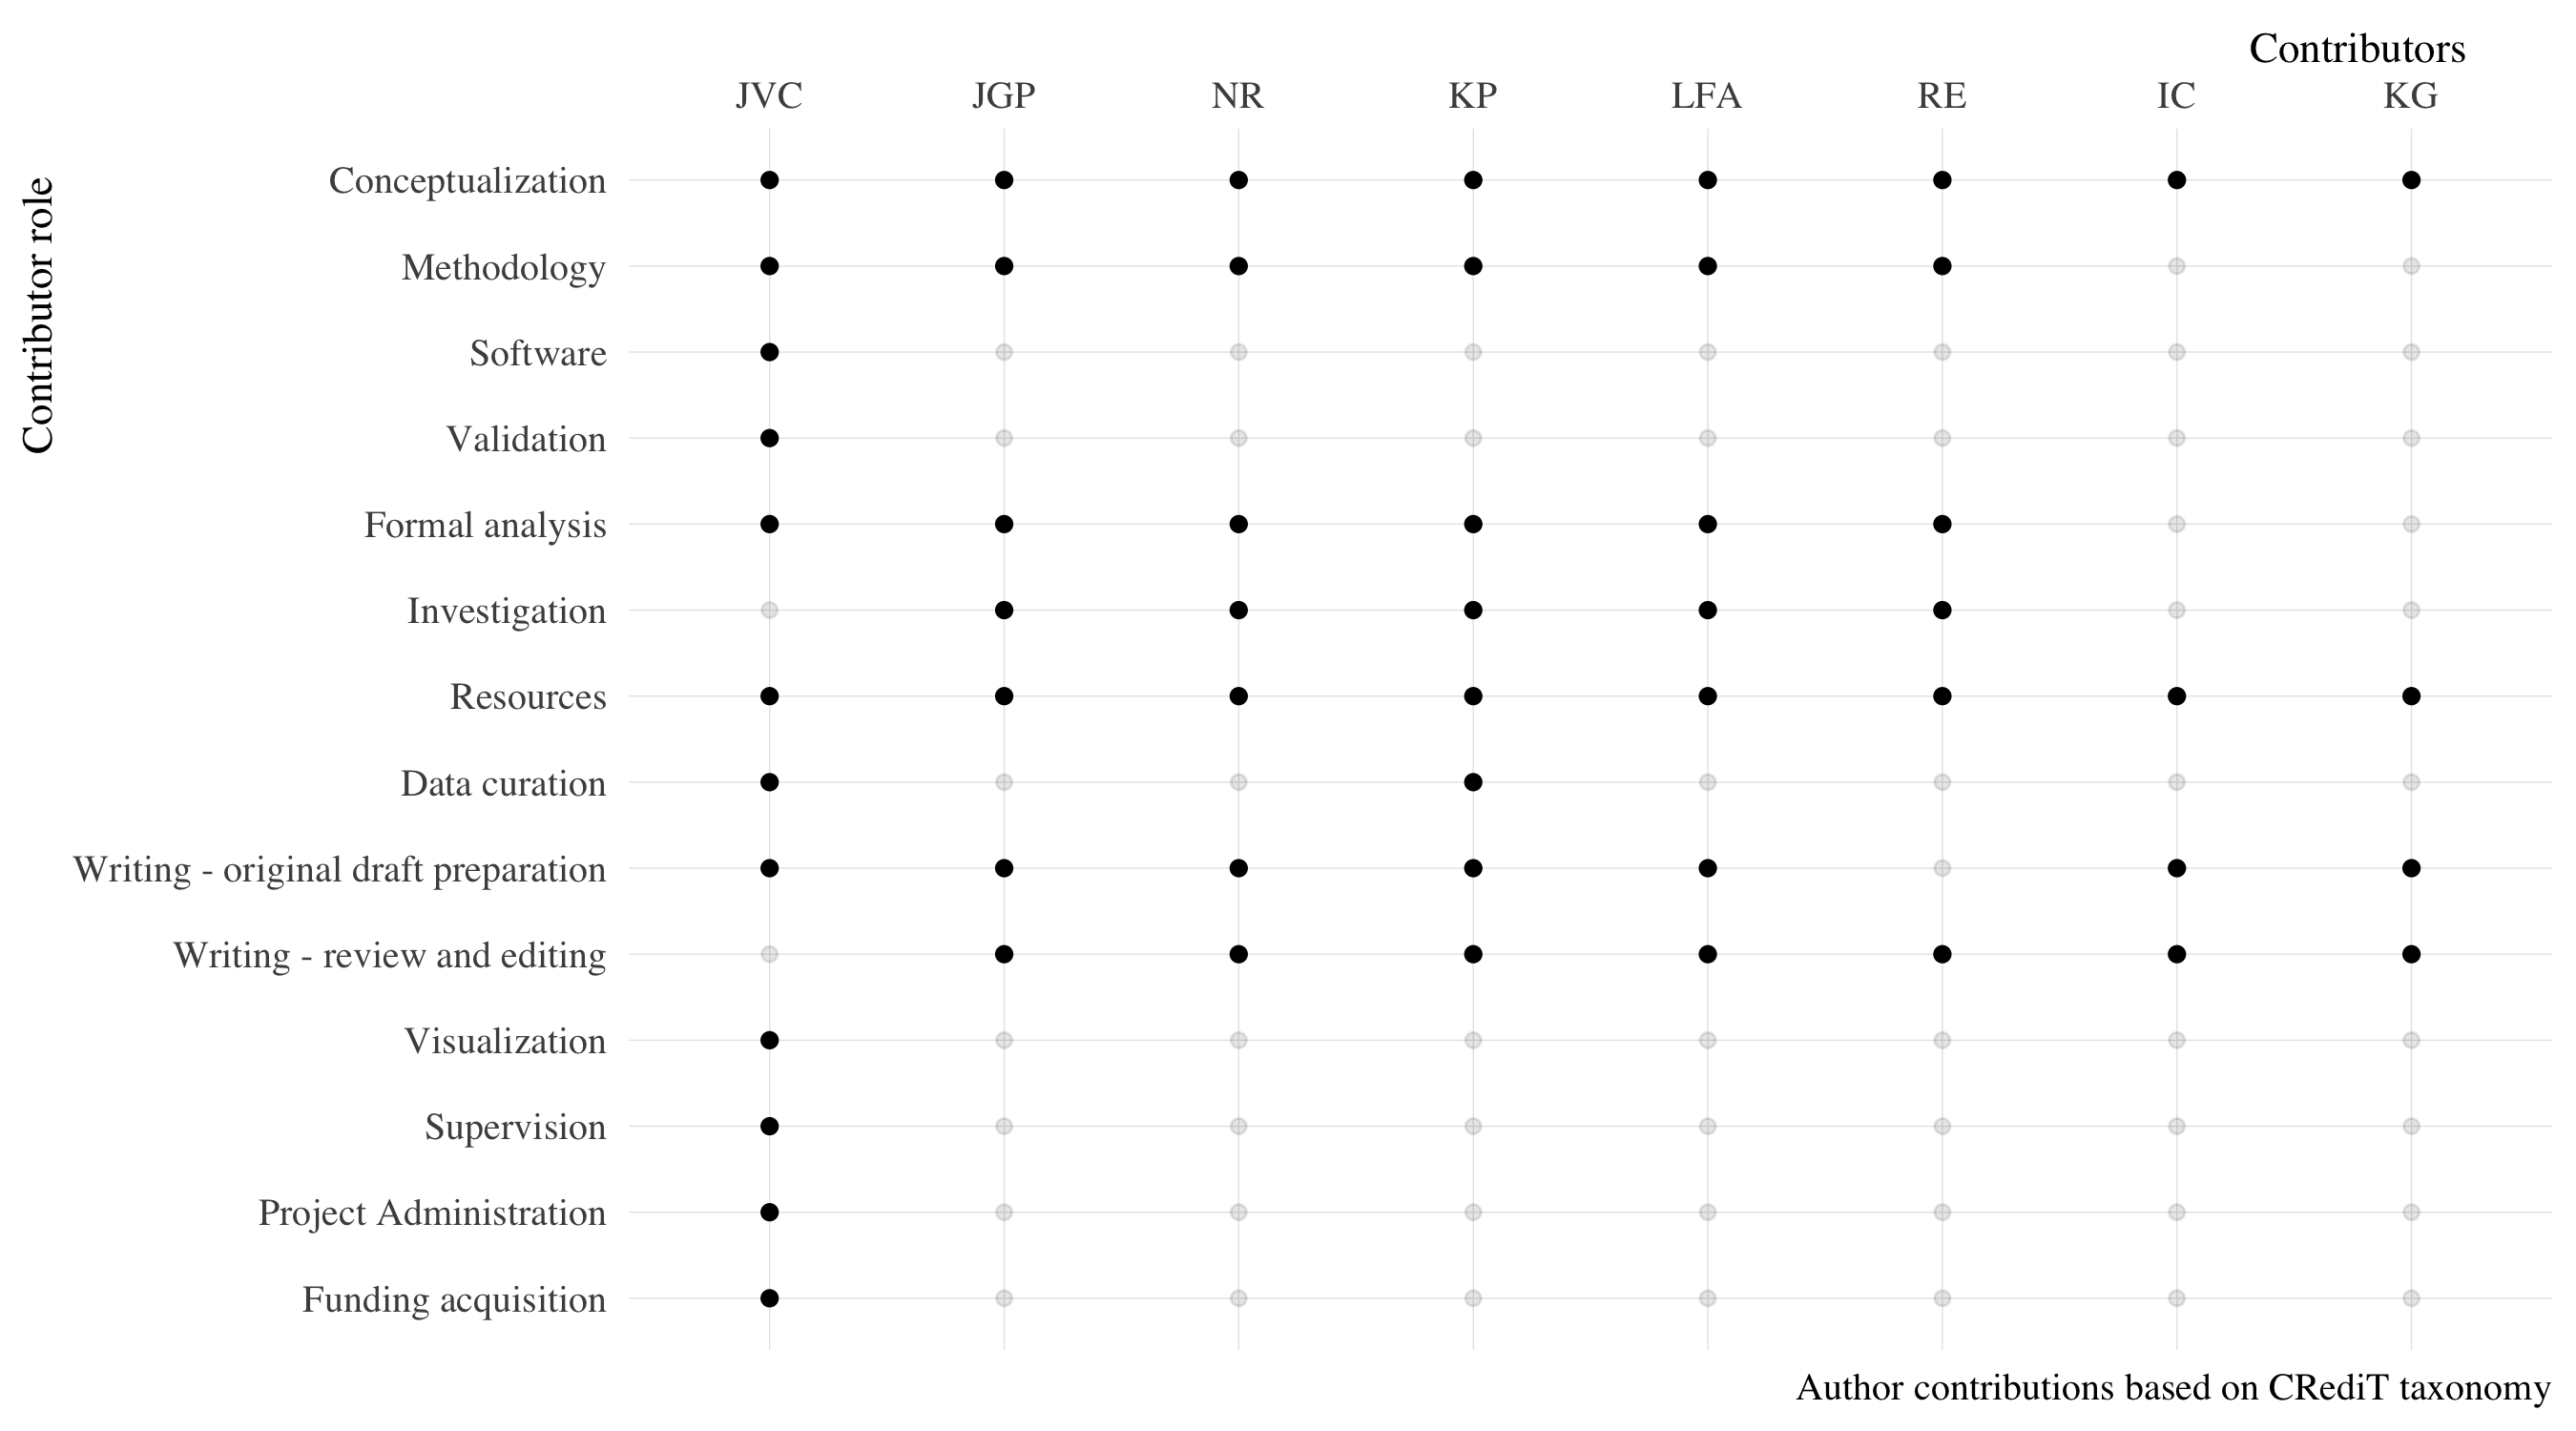 Contributors
JVC JGP NR KP LFA RE IC KG
Contributor role
Conceptualization
Methodology
Software
Validation
Formal analysis
Investigation
Resources
Data curation
Writing - original draft preparation
Writing - review and editing
Visualization
Supervision
Project Administration
Funding acquisition
Author contributions based on CRediT taxonomy